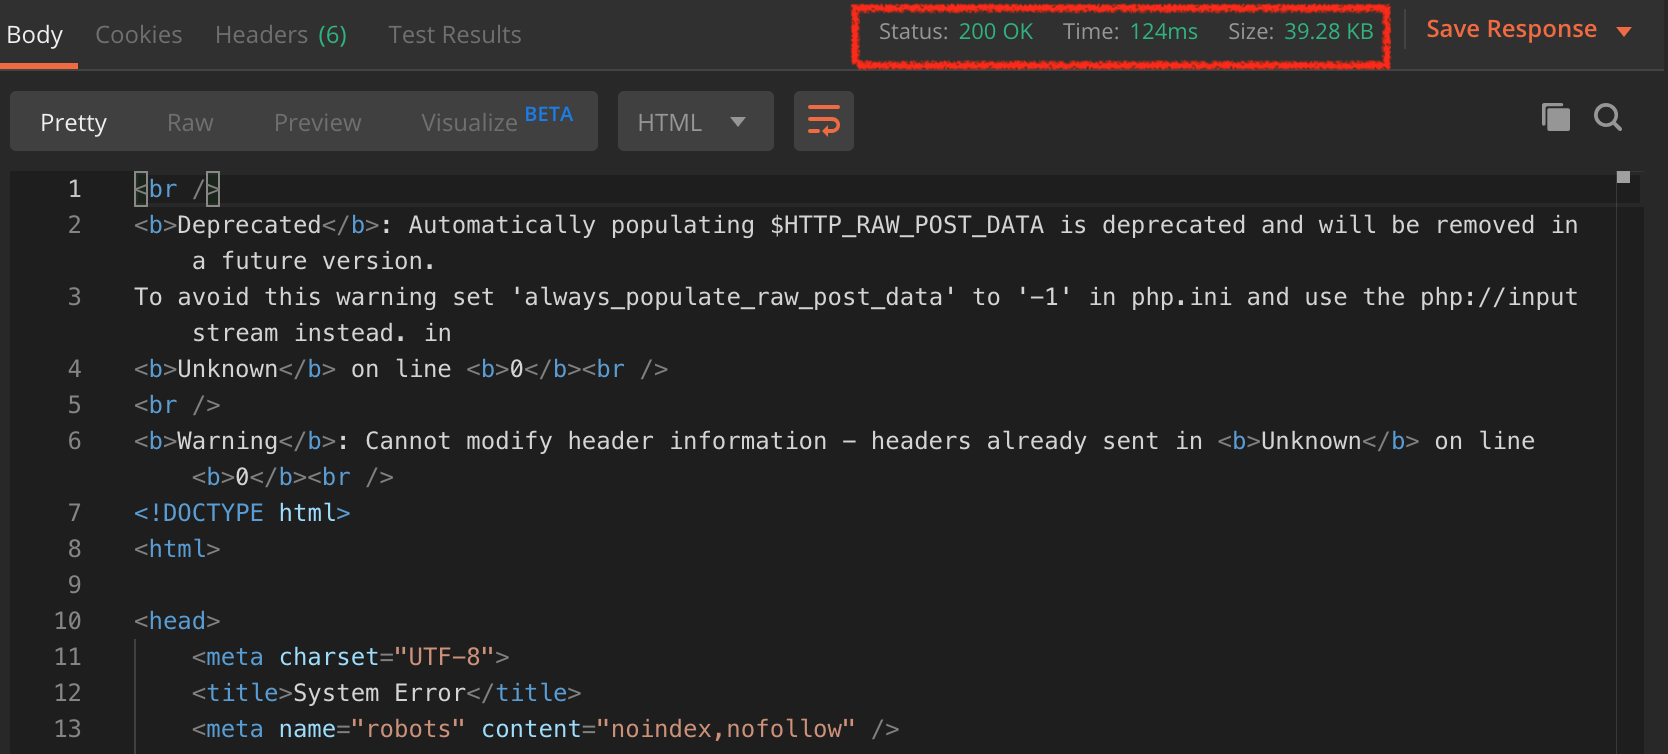 Body Cookies Headers (6) Test Results Status: 200 OK Time: 124ms Size: 39.28 KB Save Response
Pretty Raw Preview Visualize BETA HTML
1 <br />
2 <b>Deprecated</b>: Automatically populating $HTTP_RAW_POST_DATA is deprecated and will be removed in
a future version.
3 To avoid this warning set 'always_populate_raw_post_data' to '-1' in php.ini and use the php://input
stream instead. in
4 <b>Unknown</b> on line <b>0</b><br />
5 <br />
6 <b>Warning</b>: Cannot modify header information - headers already sent in <b>Unknown</b> on line
<b>0</b><br />
7 <!DOCTYPE html>
8 <html>
9
10 <head>
11 <meta charset="UTF-8">
12 <title>System Error</title>
13 <meta name="robots" content="noindex,nofollow" />